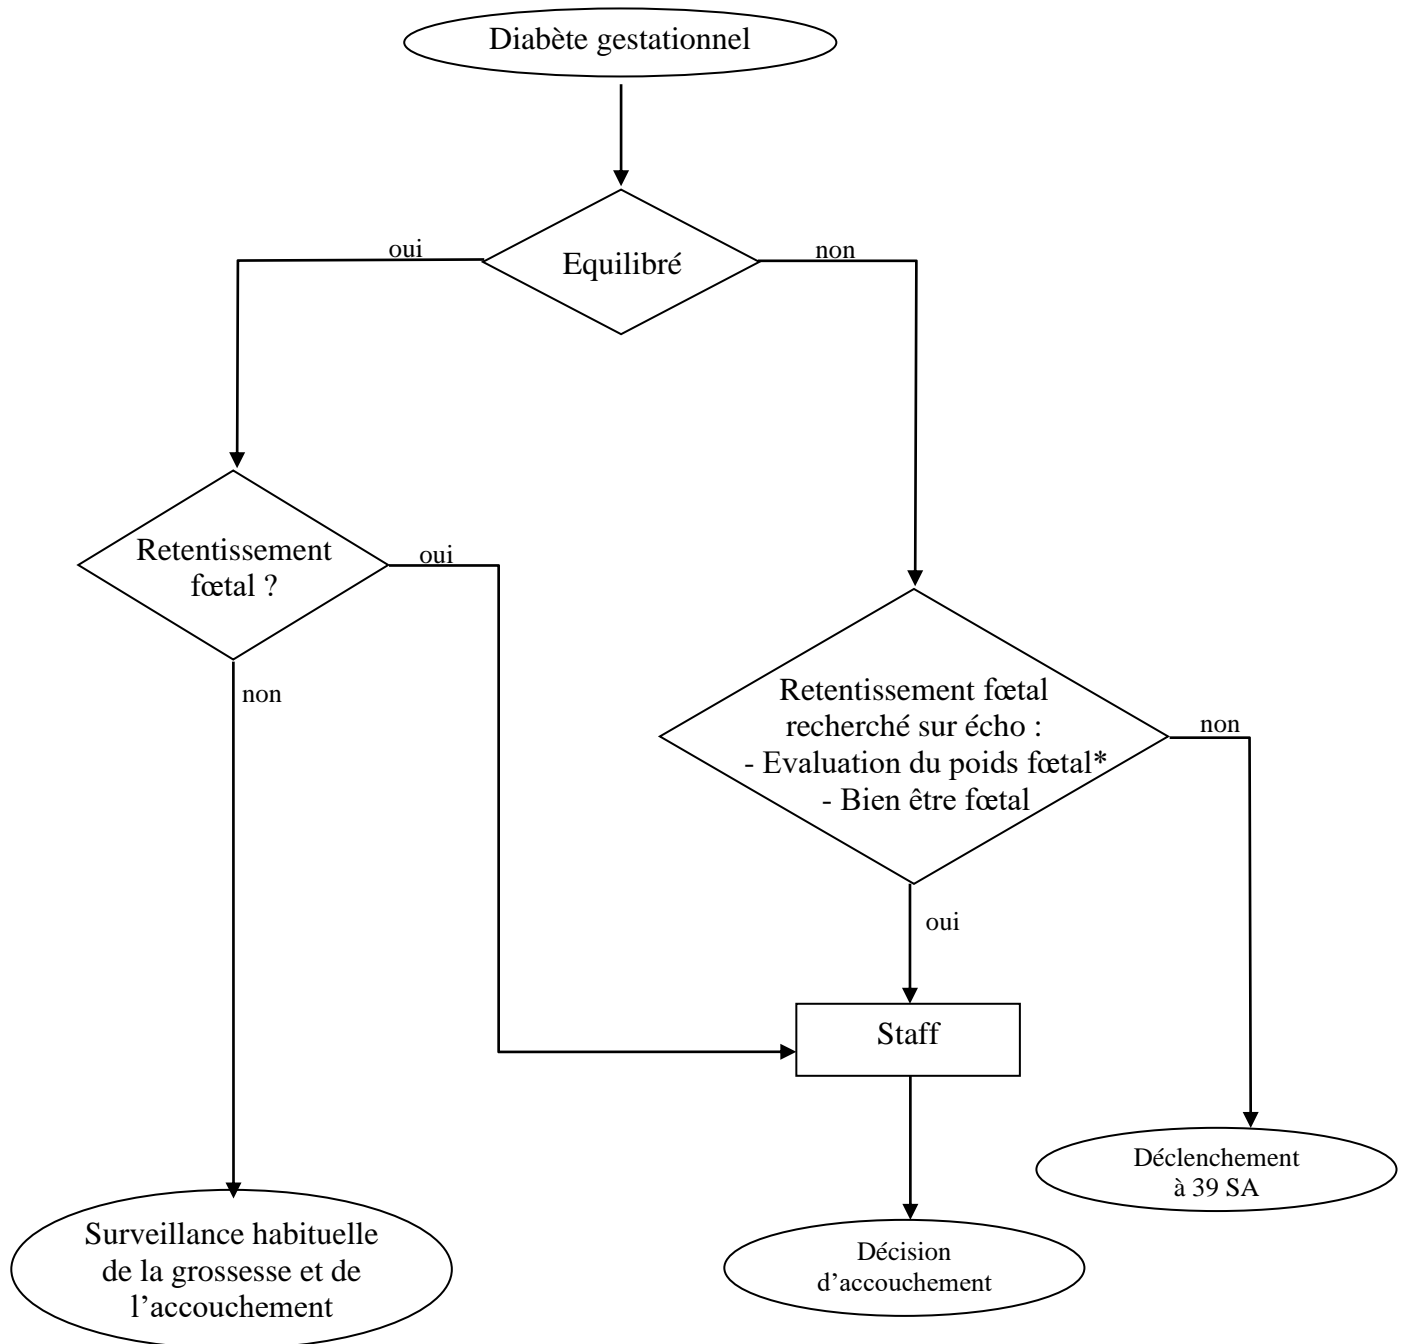 Diabète gestationnel
oui
Equilibré
non
Retentissement
fœtal ?
oui
non
Retentissement fœtal
recherché sur écho :
- Evaluation du poids fœtal*
- Bien être fœtal
non
oui
Staff
Déclenchement
à 39 SA
Surveillance habituelle
de la grossesse et de
l’accouchement
Décision
d’accouchement